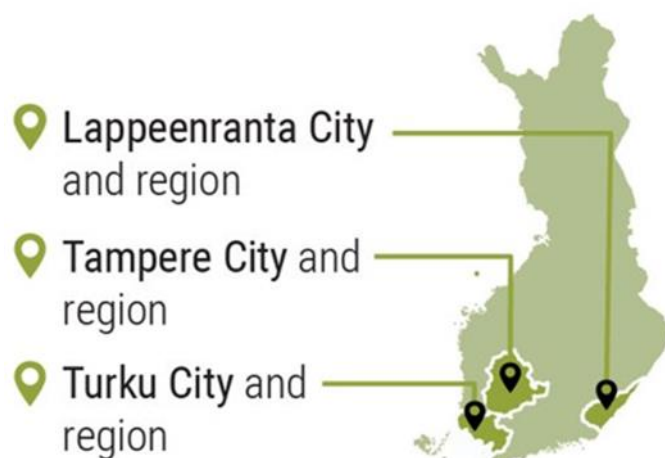 Lappeenranta City
and region
Tampere City and
region
Turku City and
region